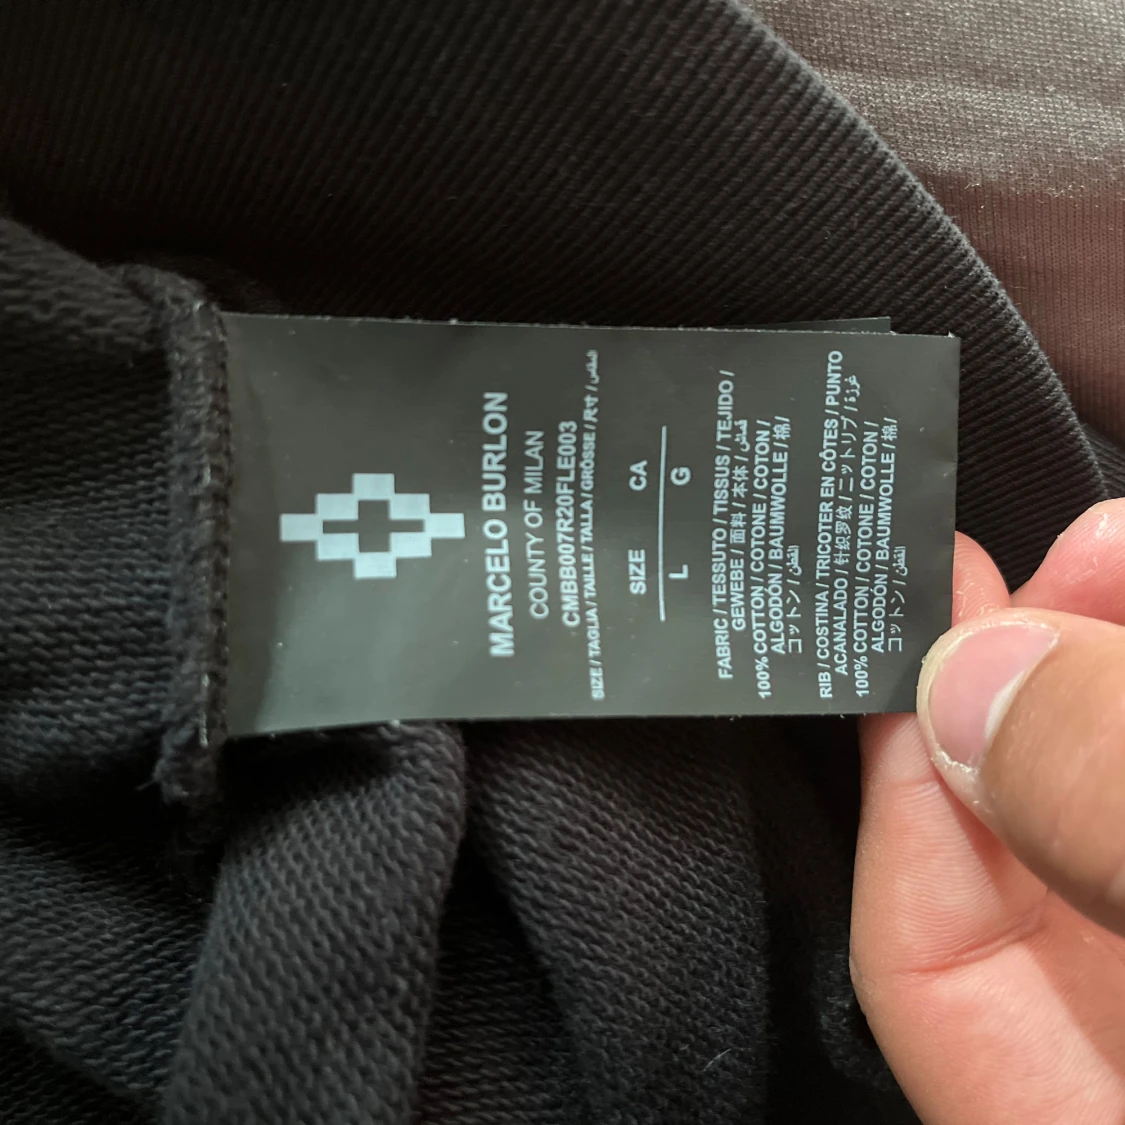 MARCELO BURLON
COUNTY OF MILAN
CMBB007R20FLE003
SIZE / TAGLIA / TAILLE / TALLA / GRÖSSE / 尺寸 / المقاس
SIZE CA
L G
FABRIC / TESSUTO / TISSUS / TEJIDO /
GEWEBE / 面料 / 本体 / قماش
100% COTTON / COTONE / COTON /
ALGODÓN / BAUMWOLLE / 棉 /
コットン / القطن
RIB / COSTINA / TRICOTER EN CÔTES / PUNTO
ACANALADO / 针织罗纹 / ニットリブ / غرزة
100% COTTON / COTONE / COTON /
ALGODÓN / BAUMWOLLE / 棉 /
コットン / القطن